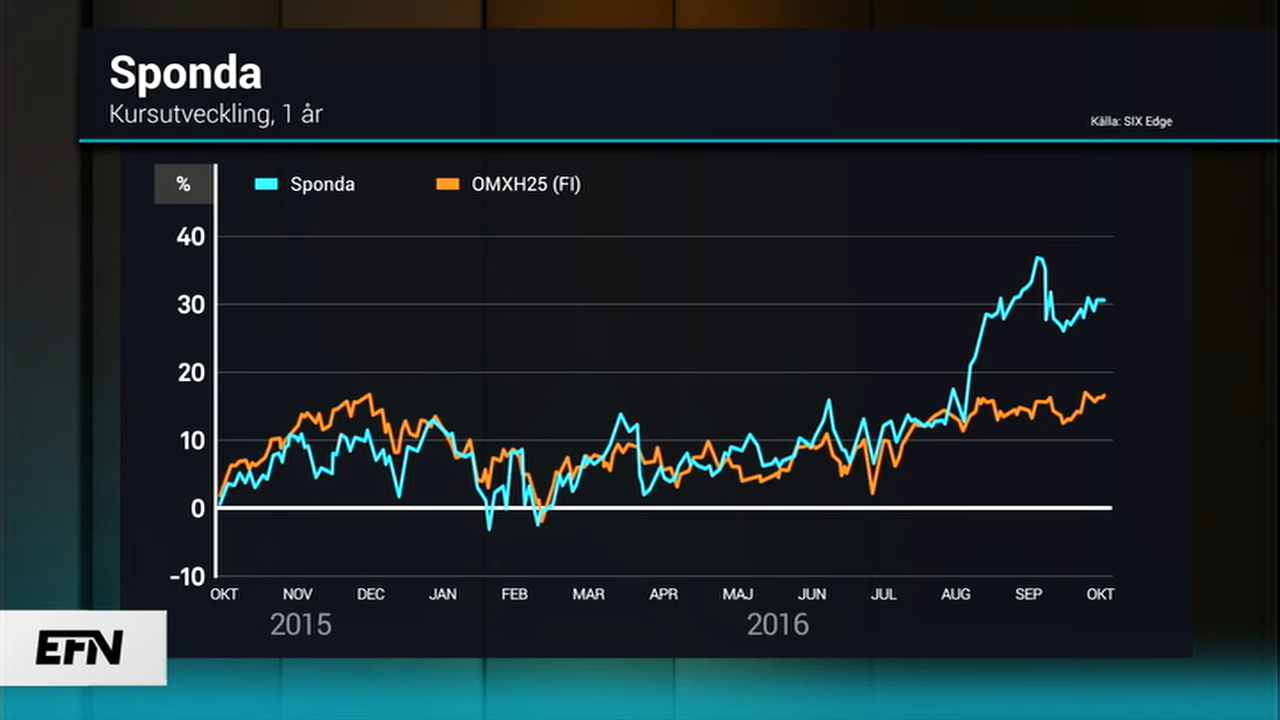 Sponda
Kursutveckling, 1 år
Källa: SIX Edge
% Sponda OMXH25 (FI)
40
30
20
10
0
-10
OKT NOV DEC JAN FEB MAR APR MAJ JUN JUL AUG SEP OKT
2015 2016
EFN